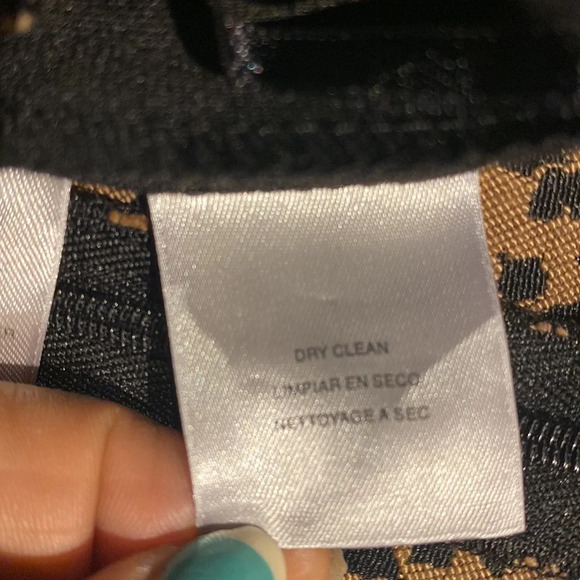 DRY CLEAN
LIMPIAR EN SECO
NETTOYAGE A SEC